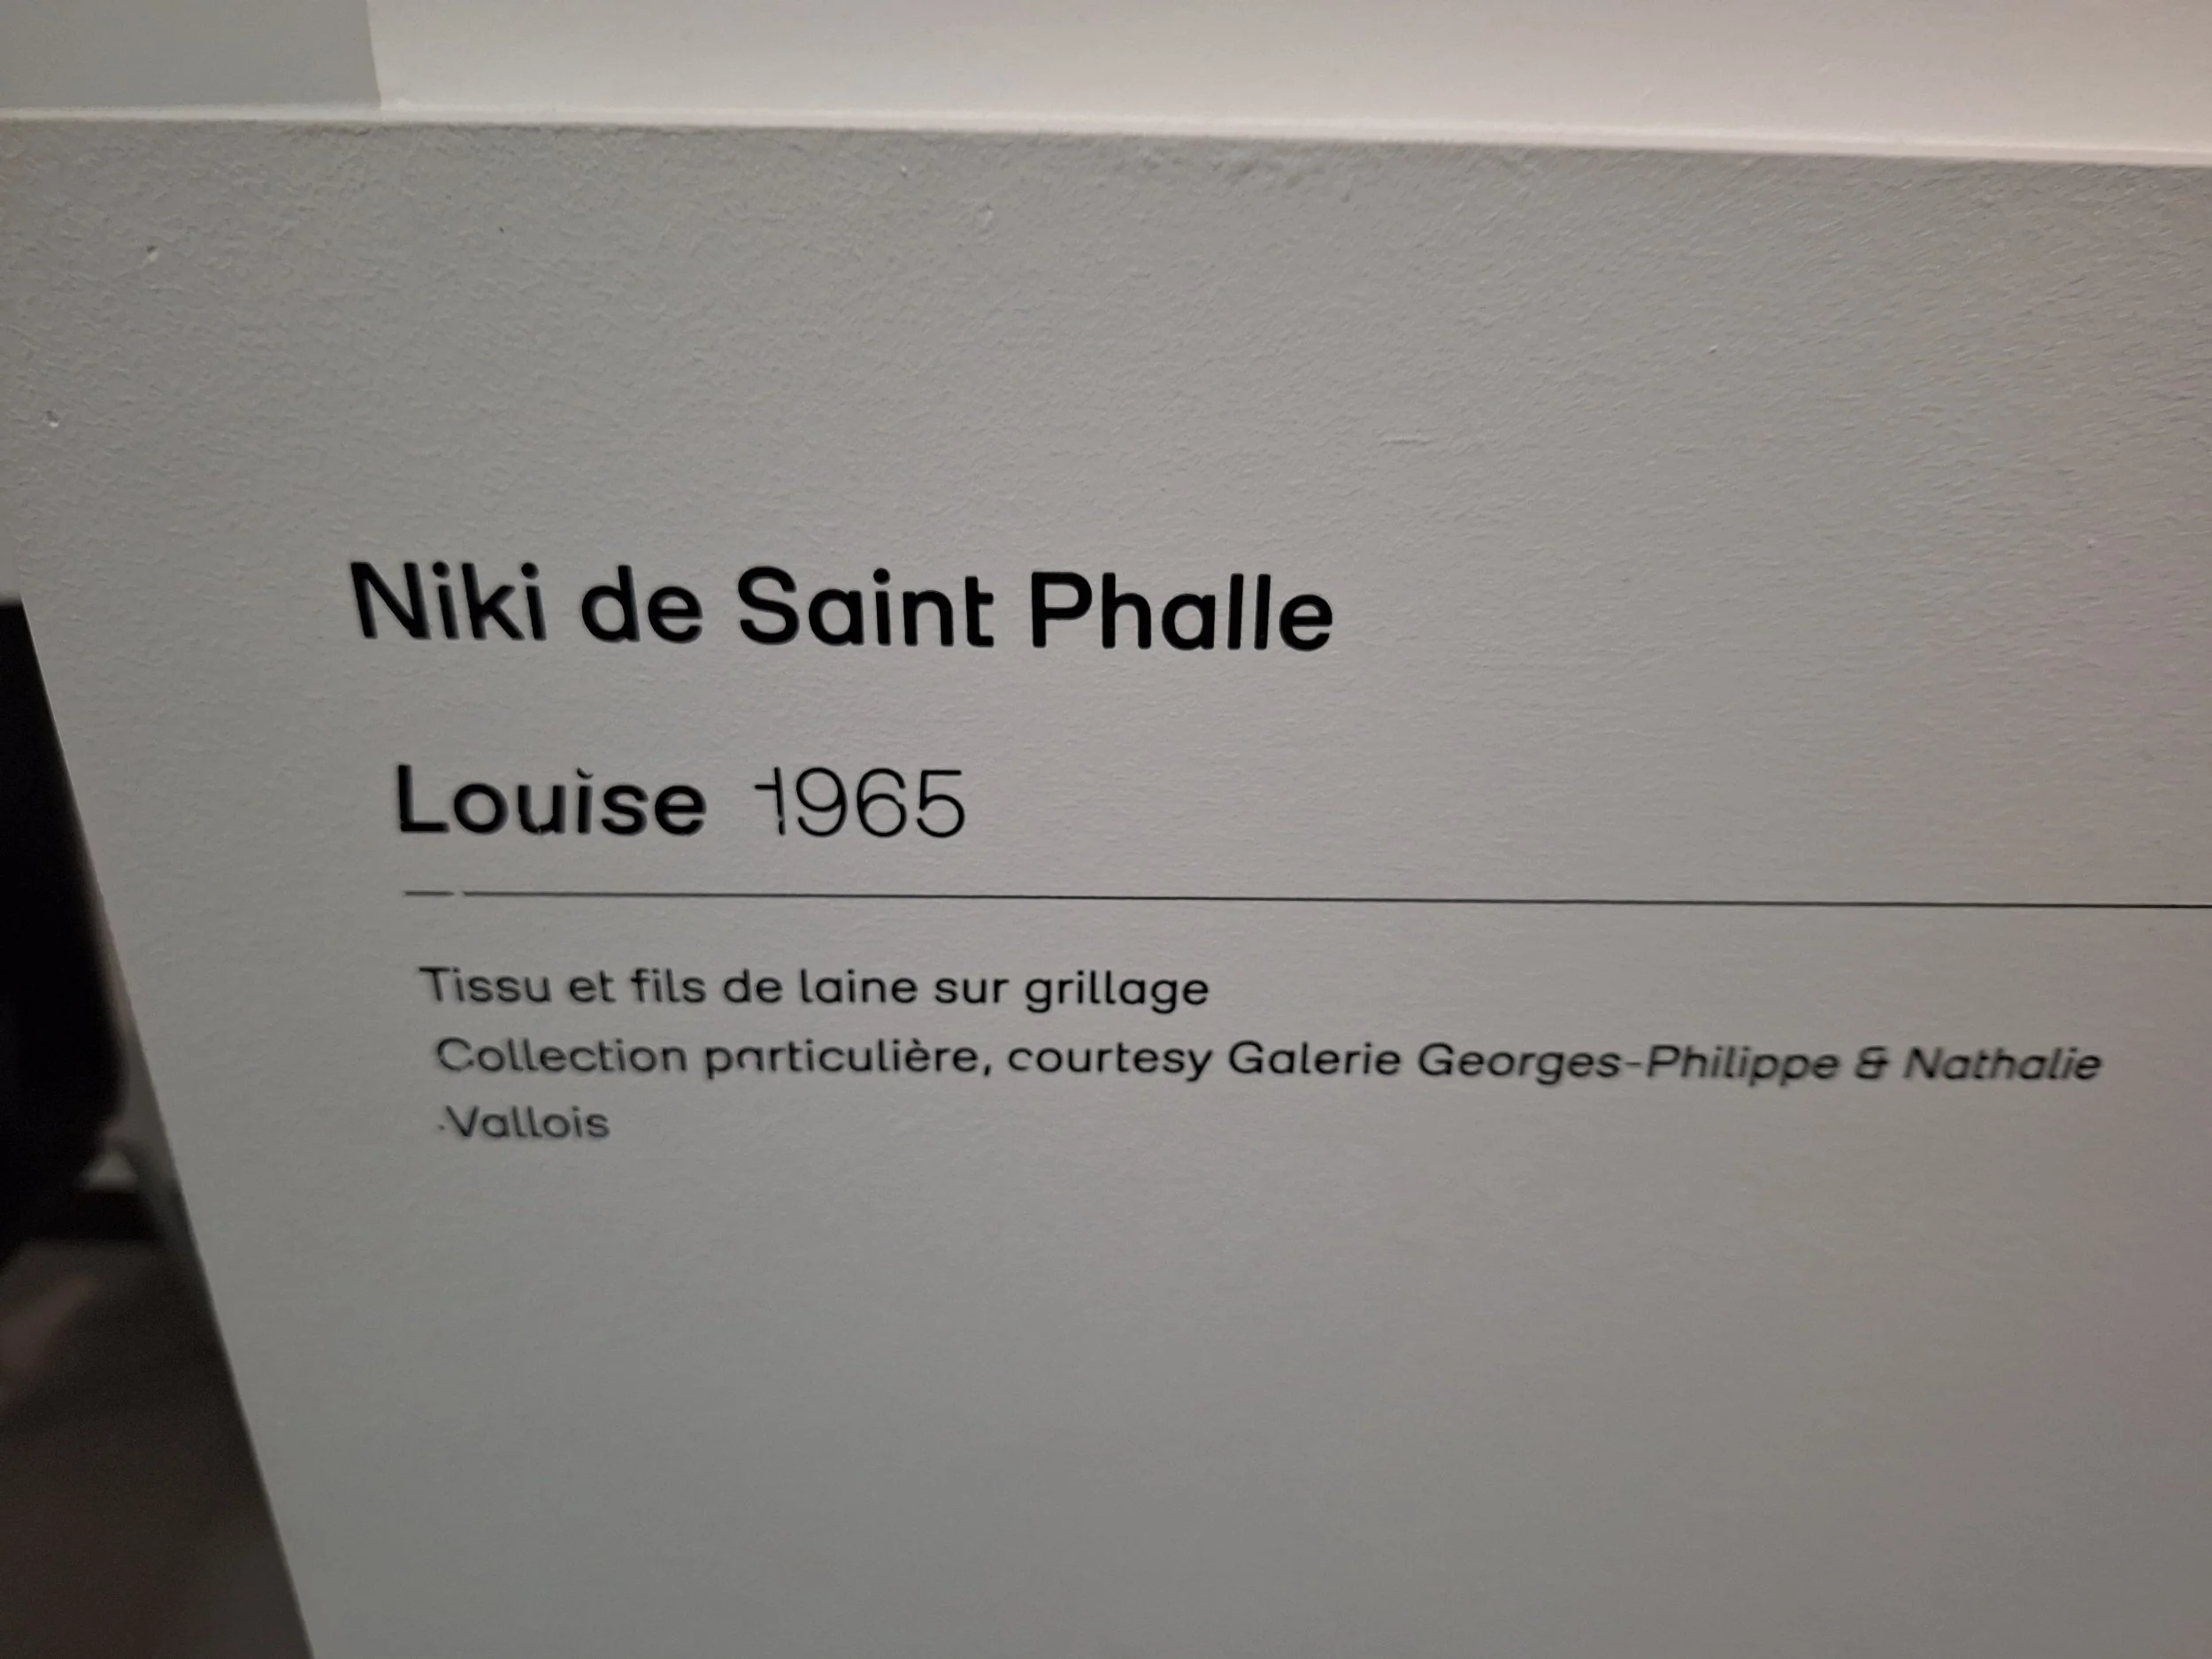 Niki de Saint Phalle
Louise 1965
Tissu et fils de laine sur grillage
Collection particulière, courtesy Galerie Georges-Philippe & Nathalie
Vallois